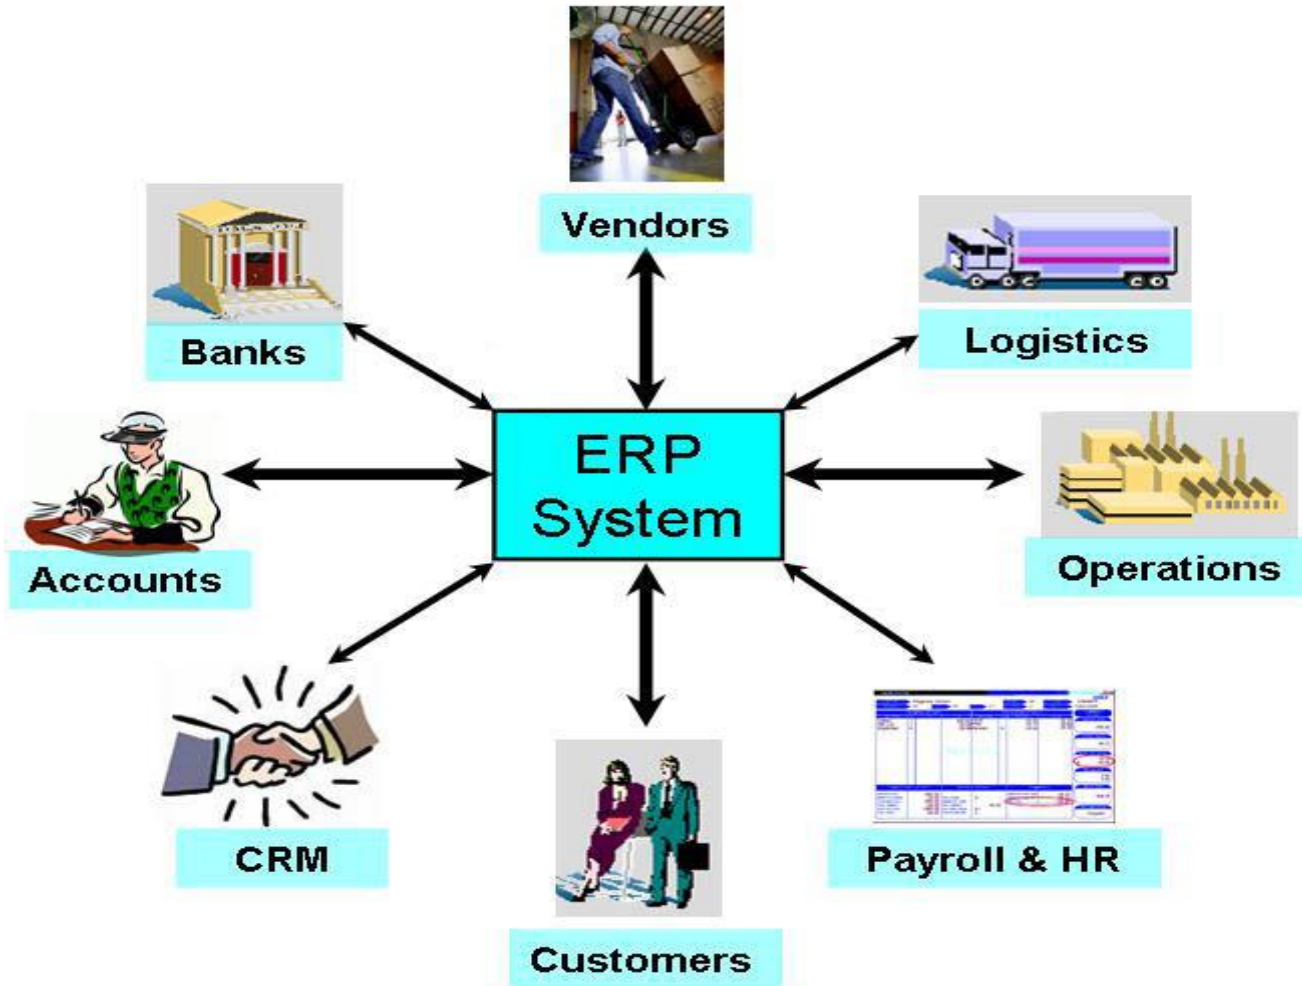 Vendors
Banks
Logistics
ERP
System
Accounts
Operations
CRM
Payroll & HR
Customers